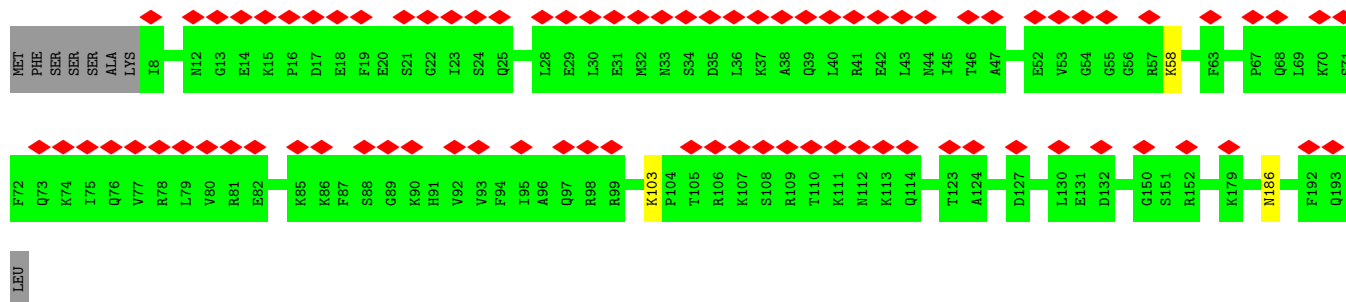 MET PHE SER SER SER ALA LYS I8 N12 G13 E14 K15 P16 D17 E18 F19 E20 S21 G22 I23 S24 Q25 L28 E29 L30 E31 M32 N33 S34 D35 L36 K37 A38 Q39 L40 R41 E42 L43 N44 I45 T46 A47 E52 V53 G54 G55 G56 R57 K58 F63 P67 Q68 L69 K70 S71
F72 Q73 K74 I75 Q76 V77 R78 L79 V80 R81 E82 K85 K86 F87 S88 G89 K90 H91 V92 V93 F94 I95 A96 Q97 R98 R99 K103 P104 T105 R106 K107 S108 R109 T110 K111 N112 K113 Q114 T123 A124 D127 L130 E131 D132 G150 S151 R152 K179 N186 F192 Q193
LEU